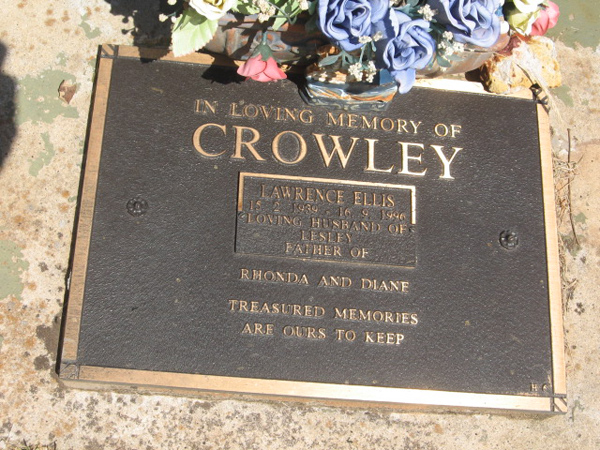 IN LOVING MEMORY OF
CROWLEY
LAWRENCE ELLIS
15.2.1939 - 16.9.1996
LOVING HUSBAND OF
LESLEY
FATHER OF
RHONDA AND DIANE
TREASURED MEMORIES
ARE OURS TO KEEP